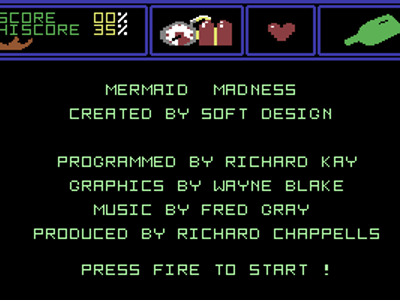 SCORE 00%
HISCORE 35%
MERMAID MADNESS
CREATED BY SOFT DESIGN
PROGRAMMED BY RICHARD KAY
GRAPHICS BY WAYNE BLAKE
MUSIC BY FRED GRAY
PRODUCED BY RICHARD CHAPPELLS
PRESS FIRE TO START !